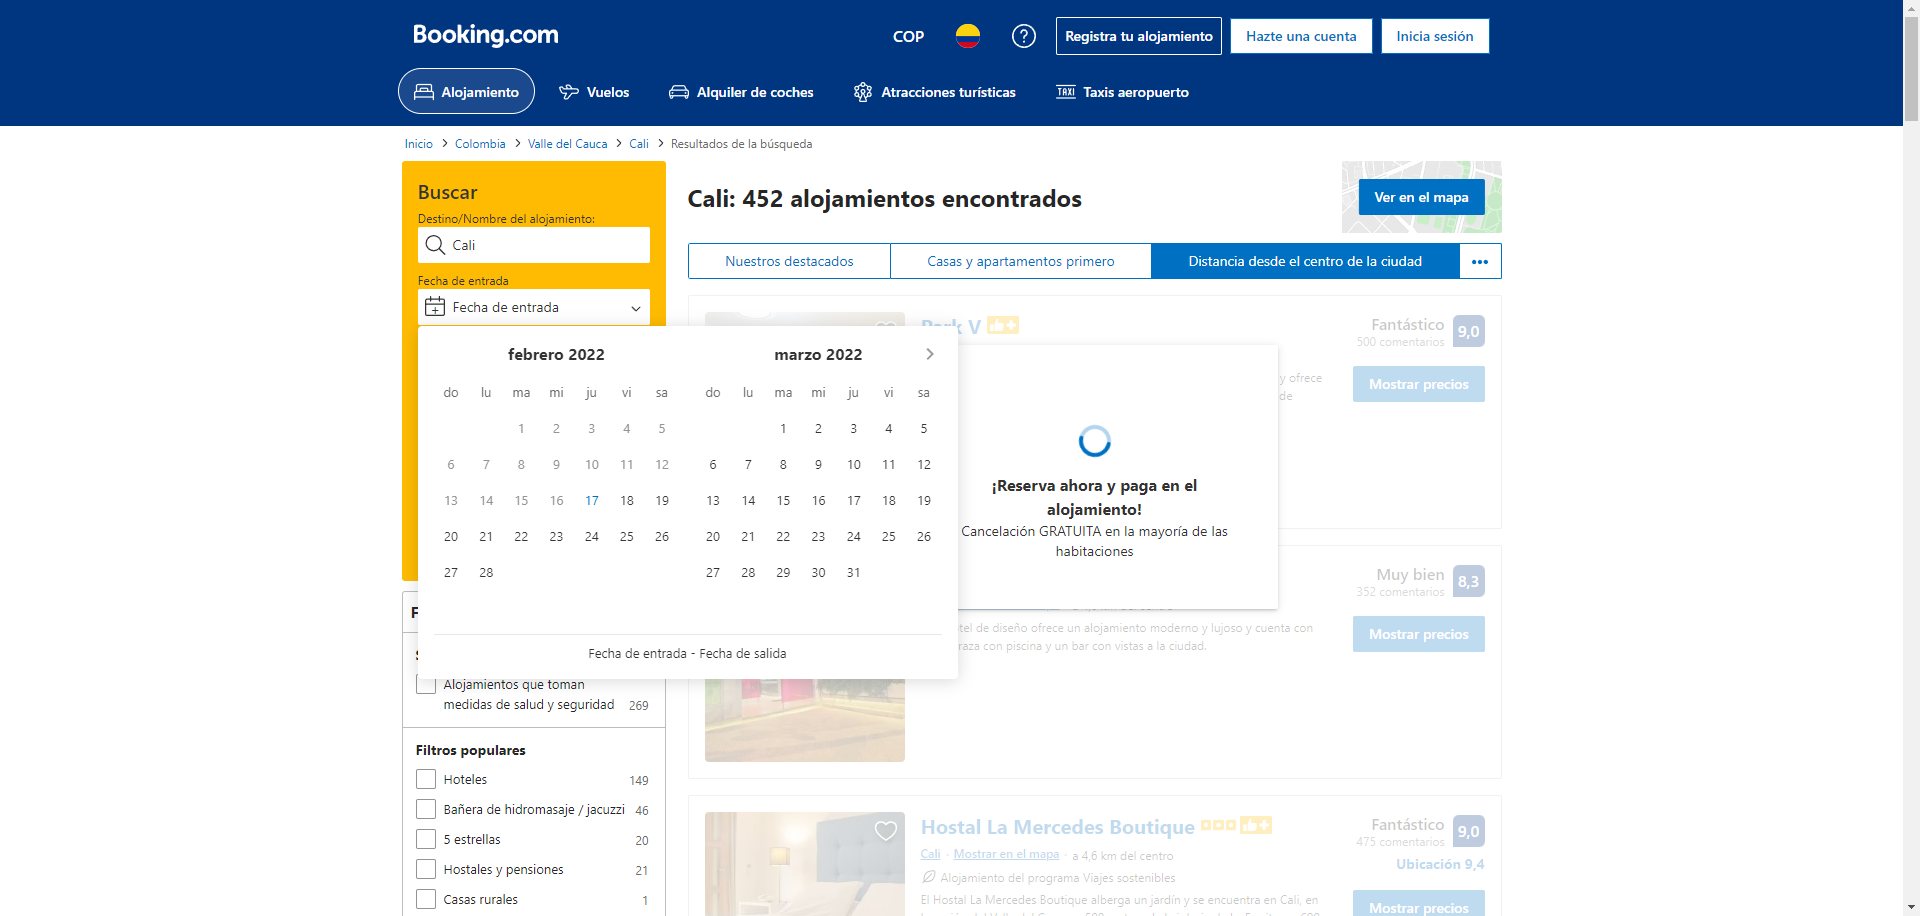 Booking.com
COP
Registra tu alojamiento
Hazte una cuenta
Inicia sesión
Alojamiento
Vuelos
Alquiler de coches
Atracciones turísticas
TAXI
Taxis aeropuerto
Inicio > Colombia > Valle del Cauca > Cali > Resultados de la búsqueda
Buscar
Destino/Nombre del alojamiento:
Cali
Fecha de entrada
Fecha de entrada
febrero 2022
do lu ma mi ju vi sa
1 2 3 4 5
6 7 8 9 10 11 12
13 14 15 16 17 18 19
20 21 22 23 24 25 26
27 28
marzo 2022
do lu ma mi ju vi sa
1 2 3 4 5
6 7 8 9 10 11 12
13 14 15 16 17 18 19
20 21 22 23 24 25 26
27 28 29 30 31
Fecha de entrada - Fecha de salida
Alojamientos que toman
medidas de salud y seguridad 269
Filtros populares
Hoteles 149
Bañera de hidromasaje / jacuzzi 46
5 estrellas 20
Hostales y pensiones 21
Casas rurales 1
Cali: 452 alojamientos encontrados
Ver en el mapa
Nuestros destacados
Casas y apartamentos primero
Distancia desde el centro de la ciudad
Park V
Fantástico
500 comentarios
9,0
y ofrece
de
Mostrar precios
¡Reserva ahora y paga en el
alojamiento!
Cancelación GRATUITA en la mayoría de las
habitaciones
Muy bien
352 comentarios
8,3
de diseño ofrece un alojamiento moderno y lujoso y cuenta con
con piscina y un bar con vistas a la ciudad.
Mostrar precios
Hostal La Mercedes Boutique
Cali · Mostrar en el mapa · a 4,6 km del centro
Alojamiento del programa Viajes sostenibles
El Hostal La Mercedes Boutique alberga un jardín y se encuentra en Cali, en
Fantástico
475 comentarios
9,0
Ubicación 9,4
Mostrar precios